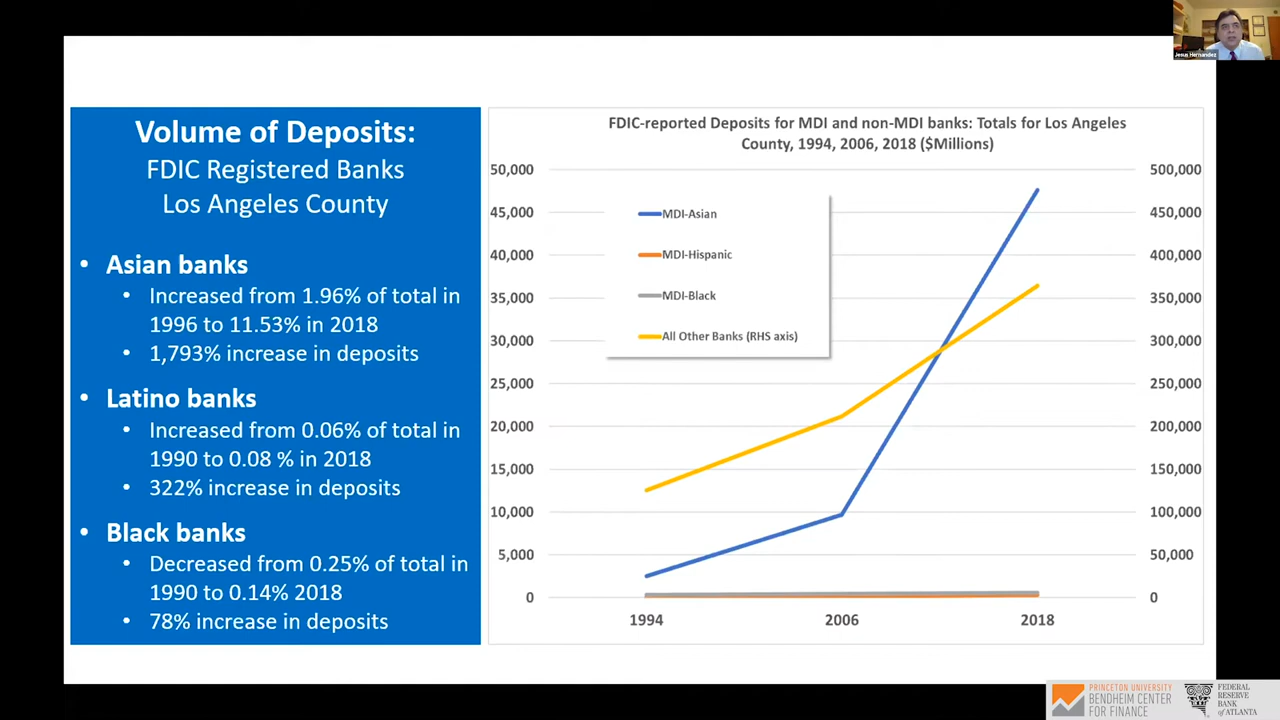 Jesus Hernandez
Volume of Deposits:
FDIC Registered Banks
Los Angeles County
• Asian banks
• Increased from 1.96% of total in
1996 to 11.53% in 2018
• 1,793% increase in deposits
• Latino banks
• Increased from 0.06% of total in
1990 to 0.08 % in 2018
• 322% increase in deposits
• Black banks
• Decreased from 0.25% of total in
1990 to 0.14% 2018
• 78% increase in deposits
FDIC-reported Deposits for MDI and non-MDI banks: Totals for Los Angeles
County, 1994, 2006, 2018 ($Millions)
50,000
45,000
40,000
35,000
30,000
25,000
20,000
15,000
10,000
5,000
0
MDI-Asian
MDI-Hispanic
MDI-Black
All Other Banks (RHS axis)
500,000
450,000
400,000
350,000
300,000
250,000
200,000
150,000
100,000
50,000
0
1994
2006
2018
PRINCETON UNIVERSITY
BENDHEIM CENTER
FOR FINANCE
FEDERAL
RESERVE
BANK
of ATLANTA